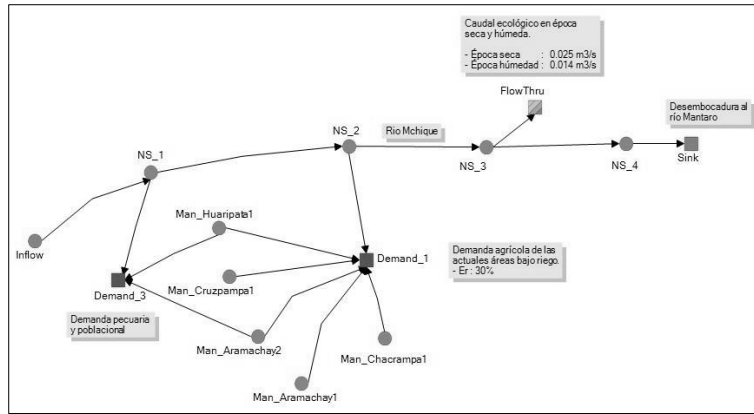 Caudal ecológico en época
seca y húmeda.
- Época seca : 0.025 m3/s
- Época húmedad : 0.014 m3/s
FlowThru
Desembocadura al
río Mantaro
NS_2
Rio Mchique
NS_1
NS_3
NS_4
Sink
Man_Huaripata1
Inflow
Demand_1
Demanda agrícola de las
actuales áreas bajo riego.
- Er : 30%
Demand_3
Man_Cruzpampa1
Demanda pecuaria
y poblacional
Man_Aramachay2
Man_Chacrampa1
Man_Aramachay1